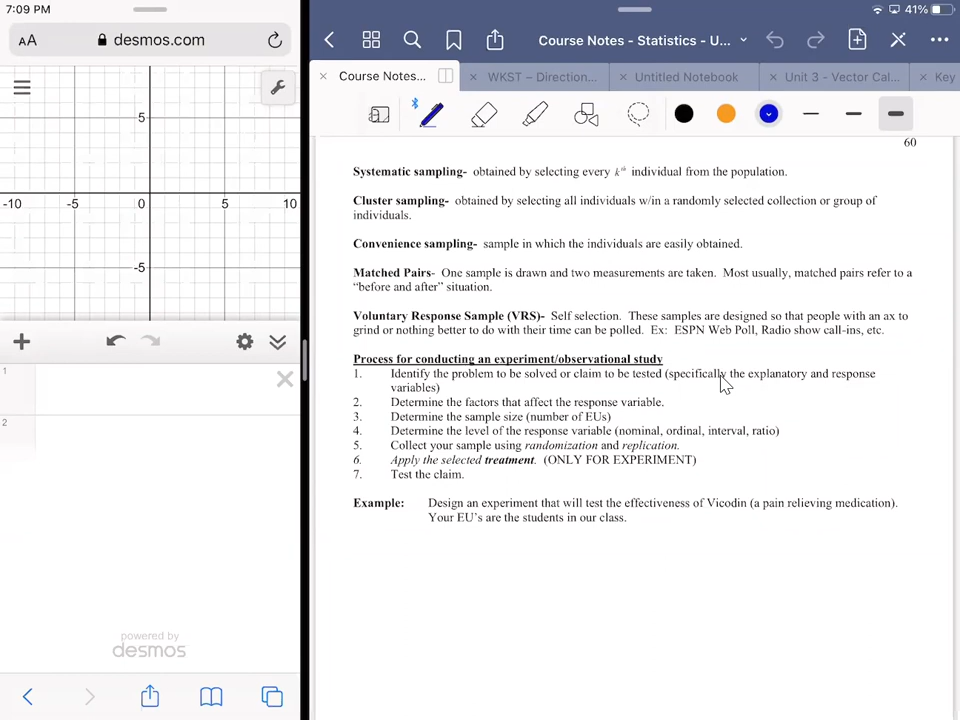 7:09 PM
41%
AA desmos.com
Course Notes - Statistics - U...
Course Notes...
WKST – Direction...
Untitled Notebook
Unit 3 - Vector Cal...
Key
5
-10 -5 0 5 10
-5
1
2
powered by
desmos
60
Systematic sampling- obtained by selecting every kth individual from the population.
Cluster sampling- obtained by selecting all individuals w/in a randomly selected collection or group of
individuals.
Convenience sampling- sample in which the individuals are easily obtained.
Matched Pairs- One sample is drawn and two measurements are taken. Most usually, matched pairs refer to a
“before and after” situation.
Voluntary Response Sample (VRS)- Self selection. These samples are designed so that people with an ax to
grind or nothing better to do with their time can be polled. Ex: ESPN Web Poll, Radio show call-ins, etc.
Process for conducting an experiment/observational study
1. Identify the problem to be solved or claim to be tested (specifically the explanatory and response
variables)
2. Determine the factors that affect the response variable.
3. Determine the sample size (number of EUs)
4. Determine the level of the response variable (nominal, ordinal, interval, ratio)
5. Collect your sample using randomization and replication.
6. Apply the selected treatment. (ONLY FOR EXPERIMENT)
7. Test the claim.
Example: Design an experiment that will test the effectiveness of Vicodin (a pain relieving medication).
Your EU’s are the students in our class.